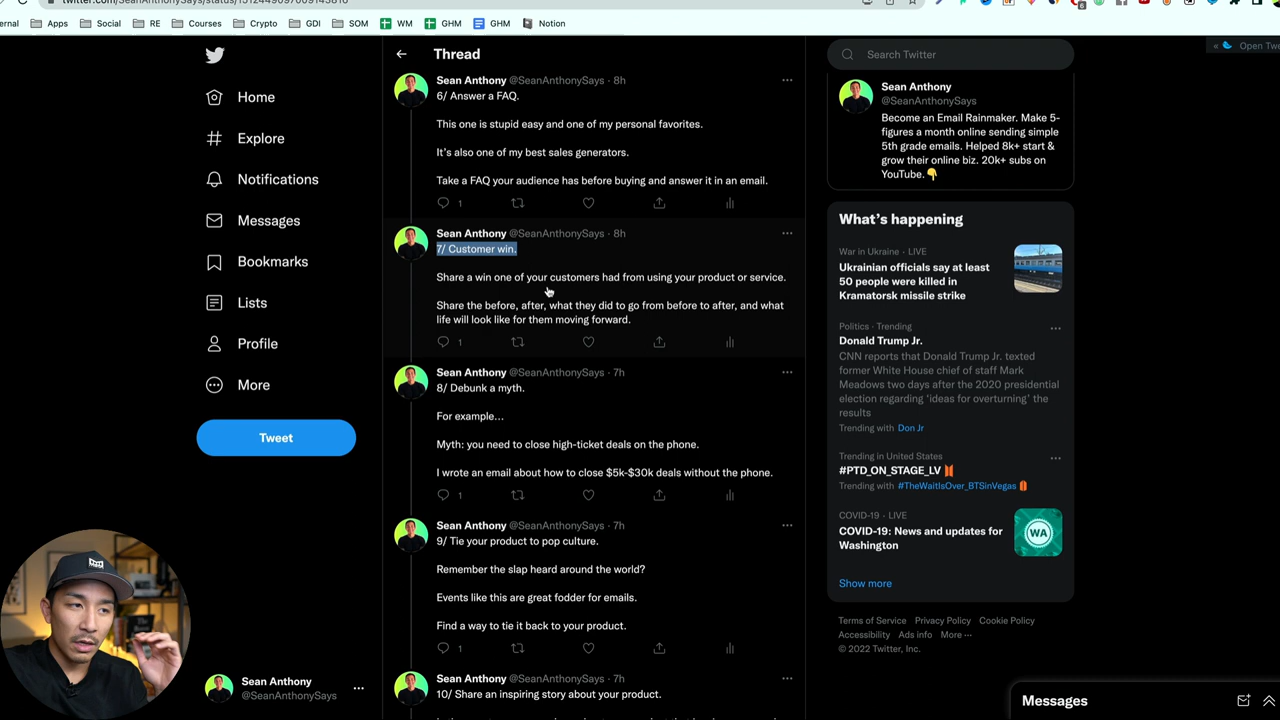 Apps
Social
RE
Courses
Crypto
GDI
SOM
WM
GHM
GHM
Notion
Home
Explore
Notifications
Messages
Bookmarks
Lists
Profile
More
Tweet
Sean Anthony
@SeanAnthonySays
Thread
Sean Anthony @SeanAnthonySays · 8h
6/ Answer a FAQ.
This one is stupid easy and one of my personal favorites.
It's also one of my best sales generators.
Take a FAQ your audience has before buying and answer it in an email.
1
Sean Anthony @SeanAnthonySays · 8h
7/ Customer win.
Share a win one of your customers had from using your product or service.
Share the before, after, what they did to go from before to after, and what
life will look like for them moving forward.
1
Sean Anthony @SeanAnthonySays · 7h
8/ Debunk a myth.
For example…
Myth: you need to close high-ticket deals on the phone.
I wrote an email about how to close $5k-$30k deals without the phone.
1
Sean Anthony @SeanAnthonySays · 7h
9/ Tie your product to pop culture.
Remember the slap heard around the world?
Events like this are great fodder for emails.
Find a way to tie it back to your product.
1
Sean Anthony @SeanAnthonySays · 7h
10/ Share an inspiring story about your product.
Search Twitter
« Open Twe
Sean Anthony
@SeanAnthonySays
Become an Email Rainmaker. Make 5-
figures a month online sending simple
5th grade emails. Helped 8k+ start &
grow their online biz. 20k+ subs on
YouTube. 👇
What's happening
War in Ukraine · LIVE
Ukrainian officials say at least
50 people were killed in
Kramatorsk missile strike
Politics · Trending
Donald Trump Jr.
CNN reports that Donald Trump Jr. texted
former White House chief of staff Mark
Meadows two days after the 2020 presidential
election regarding 'ideas for overturning' the
results
Trending with Don Jr
Trending in United States
#PTD_ON_STAGE_LV
Trending with #TheWaitIsOver_BTSinVegas
COVID-19 · LIVE
COVID-19: News and updates for
Washington
WA
Show more
Terms of Service Privacy Policy Cookie Policy
Accessibility Ads info More ···
© 2022 Twitter, Inc.
Messages